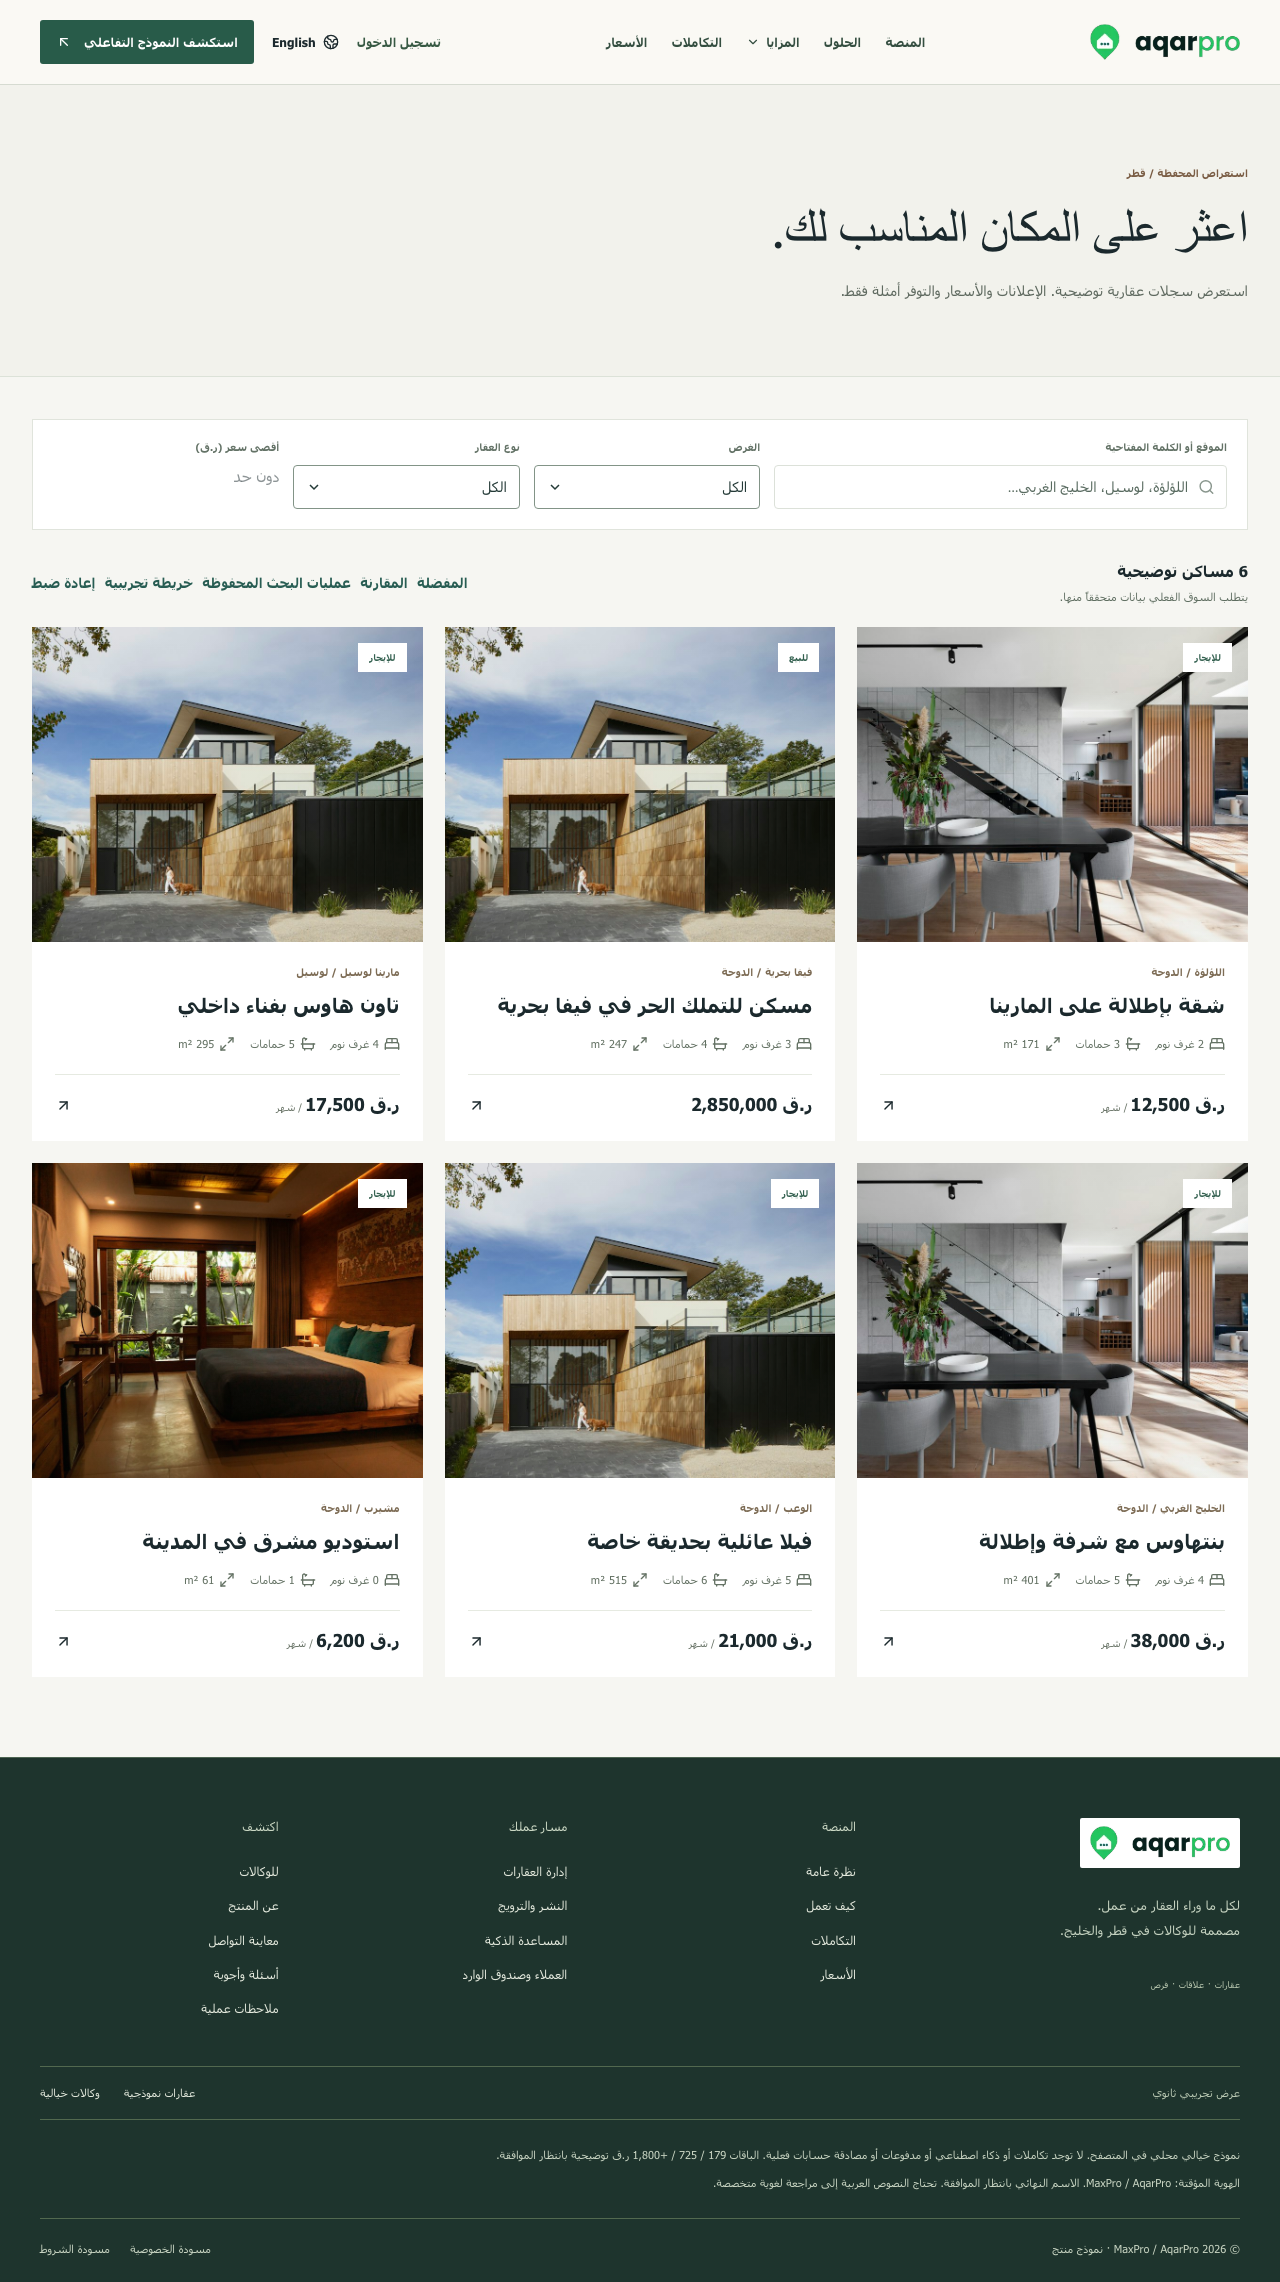 aqarpro
المنصة
الحلول
المزايا
التكاملات
الأسعار
تسجيل الدخول
English
استكشف النموذج التفاعلي
استعراض المحفظة / قطر
اعثر على المكان المناسب لك.
استعرض سجلات عقارية توضيحية. الإعلانات والأسعار والتوفر أمثلة فقط.
الموقع أو الكلمة المفتاحية
الغرض
نوع العقار
أقصى سعر (ر.ق)
اللؤلؤة، لوسيل، الخليج الغربي...
الكل
الكل
دون حد
6 مساكن توضيحية
يتطلب السوق الفعلي بيانات متحققاً منها.
المفضلة
المقارنة
عمليات البحث المحفوظة
خريطة تجريبية
إعادة ضبط
للإيجار
اللؤلؤة / الدوحة
شقة بإطلالة على المارينا
2 غرف نوم
3 حمامات
171 m²
ر.ق 12,500 / شهر
للبيع
فيفا بحرية / الدوحة
مسكن للتملك الحر في فيفا بحرية
3 غرف نوم
4 حمامات
247 m²
ر.ق 2,850,000
للإيجار
مارينا لوسيل / لوسيل
تاون هاوس بفناء داخلي
4 غرف نوم
5 حمامات
295 m²
ر.ق 17,500 / شهر
للإيجار
الخليج الغربي / الدوحة
بنتهاوس مع شرفة وإطلالة
4 غرف نوم
5 حمامات
401 m²
ر.ق 38,000 / شهر
للإيجار
الوعب / الدوحة
فيلا عائلية بحديقة خاصة
5 غرف نوم
6 حمامات
515 m²
ر.ق 21,000 / شهر
للإيجار
مشيرب / الدوحة
استوديو مشرق في المدينة
0 غرف نوم
1 حمامات
61 m²
ر.ق 6,200 / شهر
aqarpro
لكل ما وراء العقار من عمل.
مصممة للوكالات في قطر والخليج.
عقارات · علاقات · فرص
المنصة
نظرة عامة
كيف تعمل
التكاملات
الأسعار
مسار عملك
إدارة العقارات
النشر والترويج
المساعدة الذكية
العملاء وصندوق الوارد
اكتشف
للوكالات
عن المنتج
معاينة التواصل
أسئلة وأجوبة
ملاحظات عملية
عرض تجريبي ثانوي
عقارات نموذجية
وكالات خيالية
نموذج خيالي محلي في المتصفح. لا توجد تكاملات أو ذكاء اصطناعي أو مدفوعات أو مصادقة حسابات فعلية. الباقات 179 / 725 / +1,800 ر.ق توضيحية بانتظار الموافقة.
الهوية المؤقتة: MaxPro / AqarPro. الاسم النهائي بانتظار الموافقة. تحتاج النصوص العربية إلى مراجعة لغوية متخصصة.
© 2026 MaxPro / AqarPro · نموذج منتج
مسودة الخصوصية
مسودة الشروط